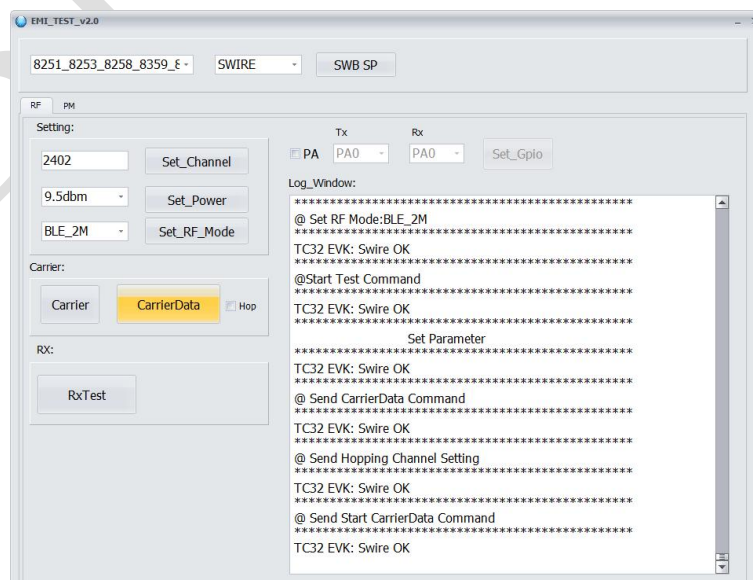 EMI_TEST_v2.0
8251_8253_8258_8359_8
SWIRE
SWB SP
RF
PM
Setting:
2402
Set_Channel
9.5dbm
Set_Power
BLE_2M
Set_RF_Mode
Carrier:
Carrier
CarrierData
Hop
RX:
RxTest
Tx
Rx
PA
PA0
PA0
Set_Gpio
Log_Window:
*************************************************
@ Set RF Mode:BLE_2M
*************************************************
TC32 EVK: Swire OK
*************************************************
@Start Test Command
*************************************************
TC32 EVK: Swire OK
*************************************************
Set Parameter
*************************************************
TC32 EVK: Swire OK
*************************************************
@ Send CarrierData Command
*************************************************
TC32 EVK: Swire OK
*************************************************
@ Send Hopping Channel Setting
*************************************************
TC32 EVK: Swire OK
*************************************************
@ Send Start CarrierData Command
*************************************************
TC32 EVK: Swire OK